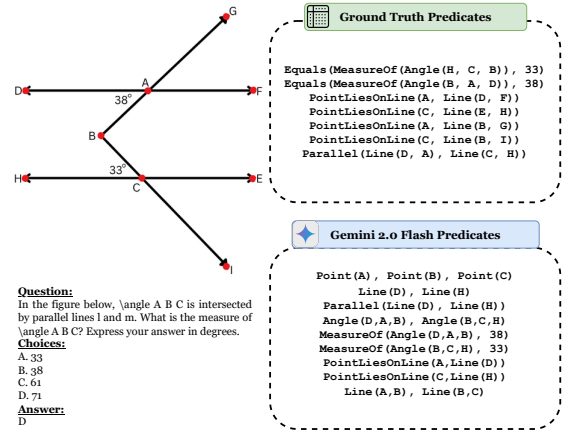 G
D
A
F
38°
B
H
33°
C
E
I
Question:
In the figure below, \angle A B C is intersected
by parallel lines l and m. What is the measure of
\angle A B C? Express your answer in degrees.
Choices:
A. 33
B. 38
C. 61
D. 71
Answer:
D
Ground Truth Predicates
Equals(MeasureOf(Angle(H, C, B)), 33)
Equals(MeasureOf(Angle(B, A, D)), 38)
PointLiesOnLine(A, Line(D, F))
PointLiesOnLine(C, Line(E, H))
PointLiesOnLine(A, Line(B, G))
PointLiesOnLine(C, Line(B, I))
Parallel(Line(D, A), Line(C, H))
Gemini 2.0 Flash Predicates
Point(A), Point(B), Point(C)
Line(D), Line(H)
Parallel(Line(D), Line(H))
Angle(D,A,B), Angle(B,C,H)
MeasureOf(Angle(D,A,B), 38)
MeasureOf(Angle(B,C,H), 33)
PointLiesOnLine(A,Line(D))
PointLiesOnLine(C,Line(H))
Line(A,B), Line(B,C)